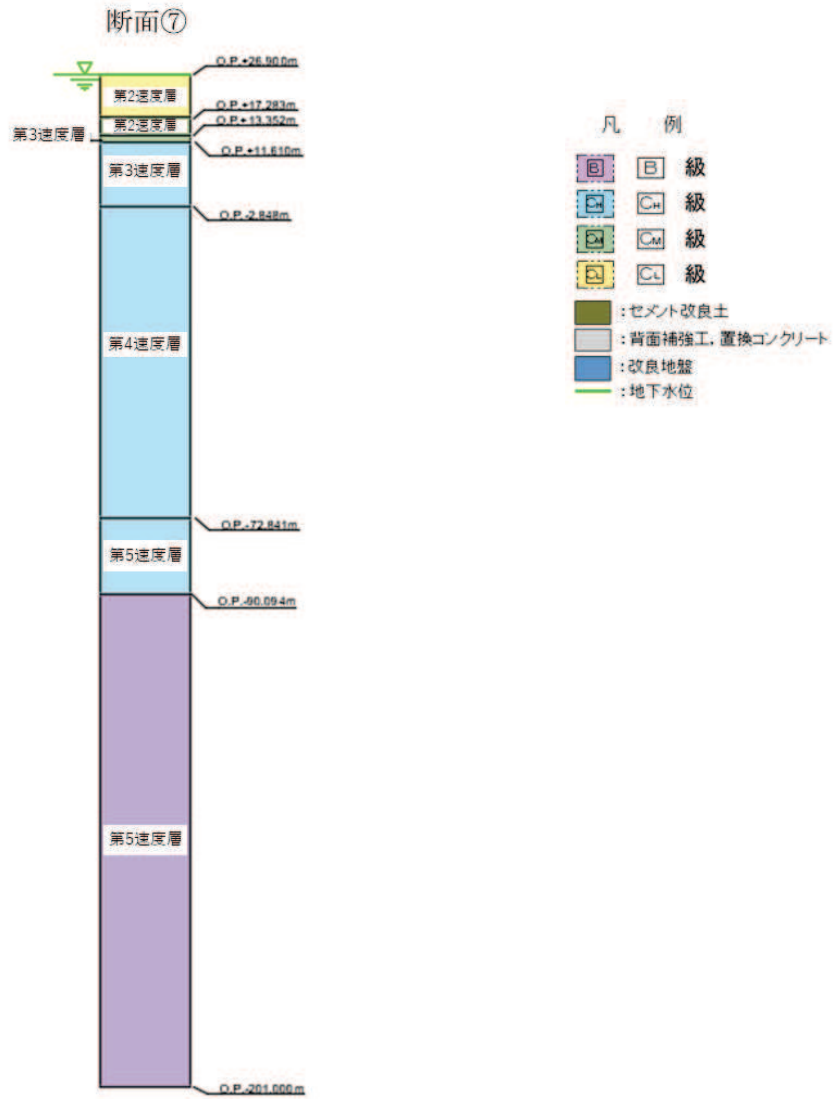 断面⑦
O.P.+26.900m
第2速度層
O.P.+17.283m
第2速度層
O.P.+13.352m
第3速度層
O.P.+11.610m
第3速度層
O.P.-2.848m
第4速度層
O.P.-72.841m
第5速度層
O.P.-90.094m
第5速度層
O.P.-201.000m
凡 例
B B 級
CH CH 級
CM CM 級
CL CL 級
:セメント改良土
:背面補強工,置換コンクリート
:改良地盤
:地下水位